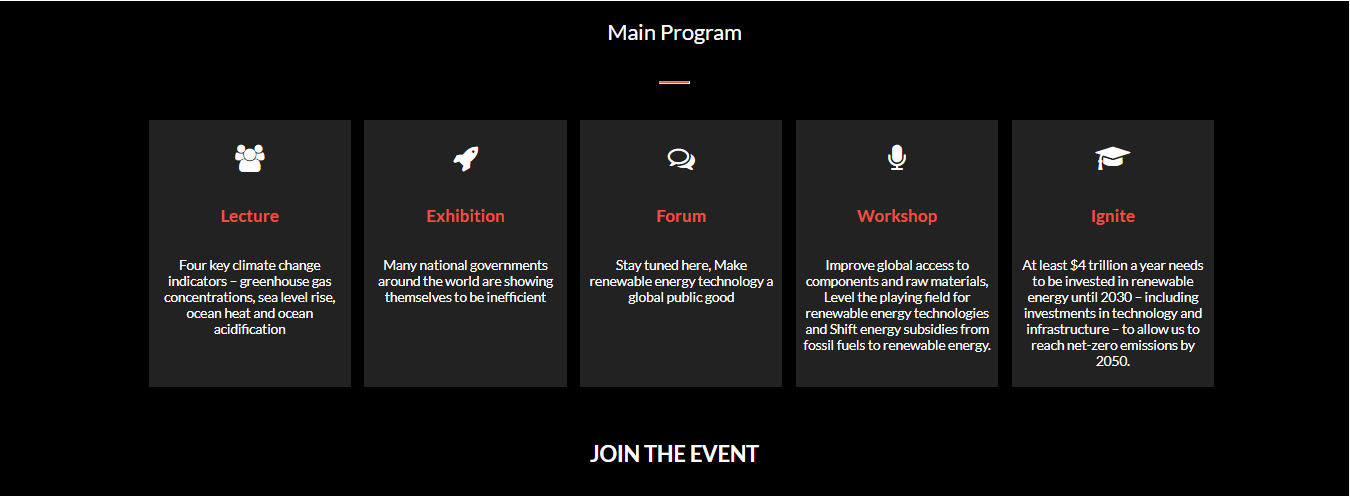 Main Program
Lecture
Four key climate change
indicators – greenhouse gas
concentrations, sea level rise,
ocean heat and ocean
acidification
Exhibition
Many national governments
around the world are showing
themselves to be inefficient
Forum
Stay tuned here, Make
renewable energy technology a
global public good
Workshop
Improve global access to
components and raw materials,
Level the playing field for
renewable energy technologies
and Shift energy subsidies from
fossil fuels to renewable energy.
Ignite
At least $4 trillion a year needs
to be invested in renewable
energy until 2030 – including
investments in technology and
infrastructure – to allow us to
reach net-zero emissions by
2050.
JOIN THE EVENT